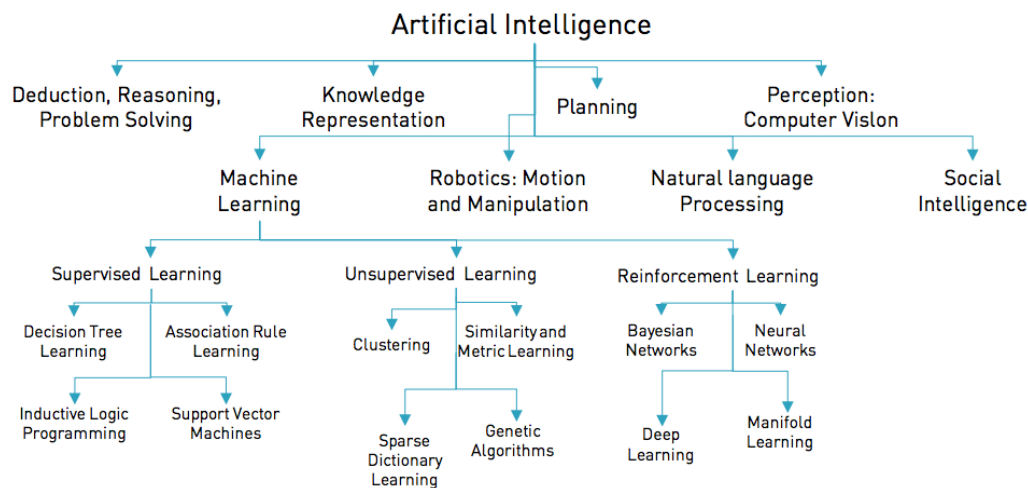 Artificial Intelligence
Deduction, Reasoning,
Problem Solving
Knowledge
Representation
Planning
Perception:
Computer Vislon
Machine
Learning
Robotics: Motion
and Manipulation
Natural language
Processing
Social
Intelligence
Supervised Learning
Unsupervised Learning
Reinforcement Learning
Decision Tree
Learning
Association Rule
Learning
Clustering
Similarity and
Metric Learning
Bayesian
Networks
Neural
Networks
Inductive Logic
Programming
Support Vector
Machines
Sparse
Dictionary
Learning
Genetic
Algorithms
Deep
Learning
Manifold
Learning